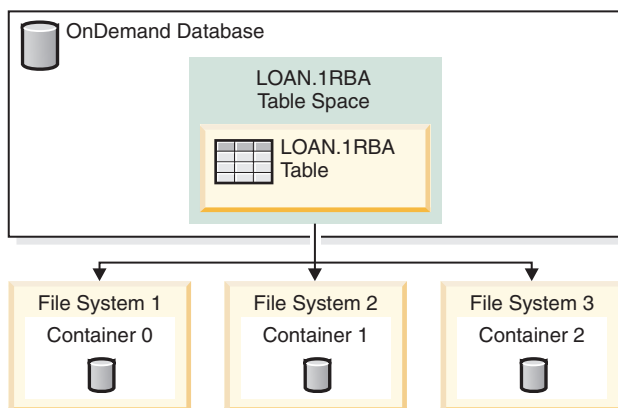 OnDemand Database
LOAN.1RBA
Table Space
LOAN.1RBA
Table
File System 1
Container 0
File System 2
Container 1
File System 3
Container 2